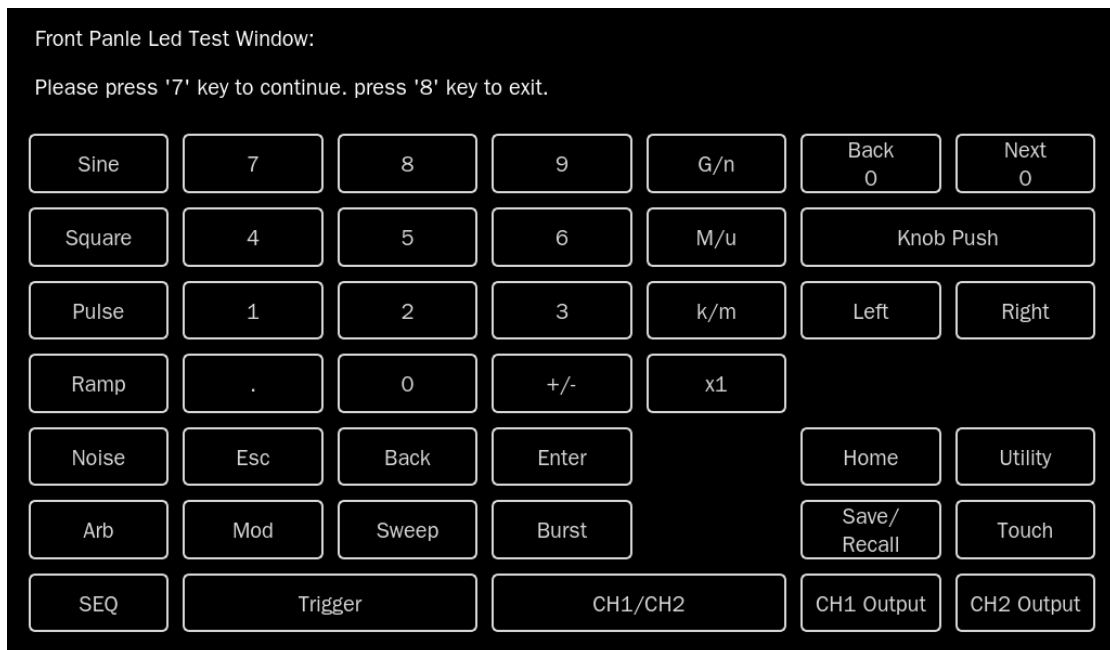 Front Panle Led Test Window:
Please press '7' key to continue. press '8' key to exit.
Sine 7 8 9 G/n Back 0 Next 0
Square 4 5 6 M/u Knob Push
Pulse 1 2 3 k/m Left Right
Ramp . 0 +/- x1
Noise Esc Back Enter Home Utility
Arb Mod Sweep Burst Save/ Recall Touch
SEQ Trigger CH1/CH2 CH1 Output CH2 Output